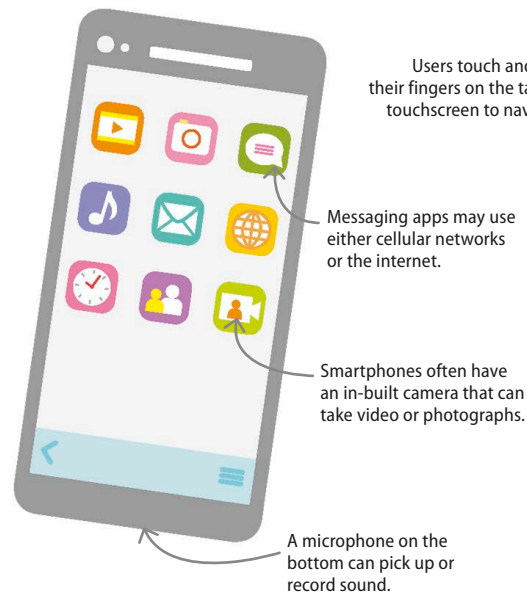 Users touch and
their fingers on the
touchscreen to
Messaging apps may use
either cellular networks
or the internet.
Smartphones often have
an in-built camera that can
take video or photographs.
A microphone on the
bottom can pick up or
record sound.